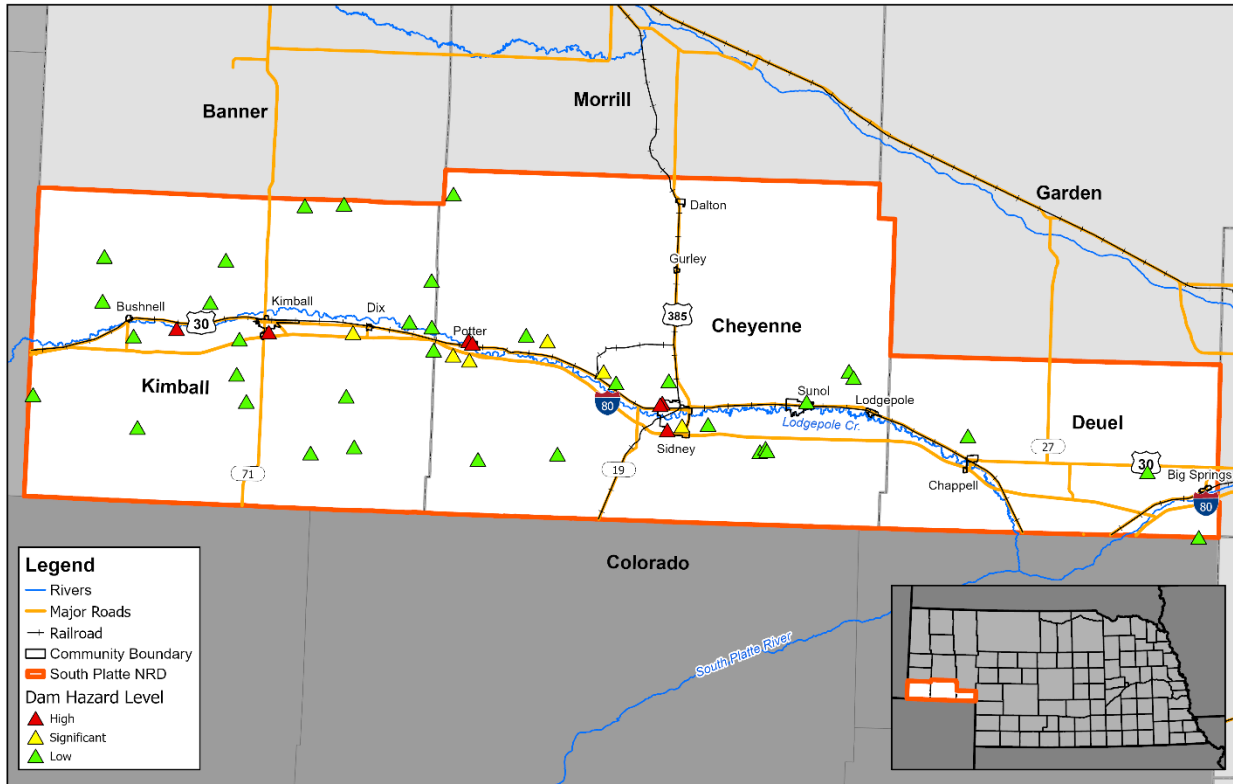 Banner
Morrill
Garden
Dalton
Gurley
385
Cheyenne
Bushnell
30
Kimball
Dix
Potter
Kimball
80
Sunol
Lodgepole
Lodgepole Cr.
Deuel
Sidney
27
30
Big Springs
71
19
Chappell
80
Colorado
South Platte River
Legend
Rivers
Major Roads
Railroad
Community Boundary
South Platte NRD
Dam Hazard Level
High
Significant
Low